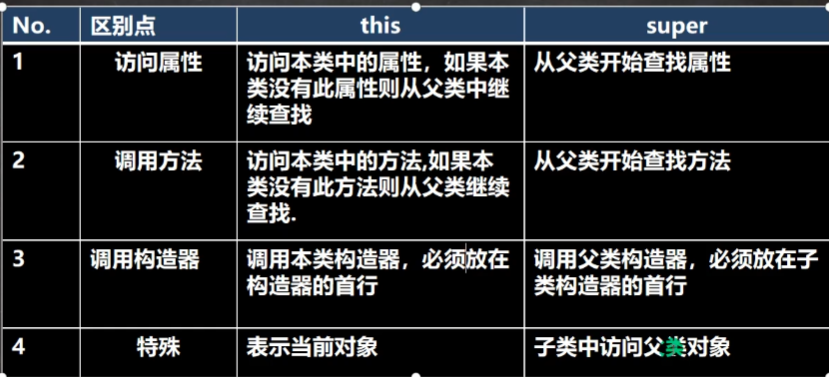 No. 区别点 this super
1 访问属性 访问本类中的属性，如果本 从父类开始查找属性
类没有此属性则从父类中继
续查找
2 调用方法 访问本类中的方法,如果本 从父类开始查找方法
类没有此方法则从父类继续
查找.
3 调用构造器 调用本类构造器，必须放在 调用父类构造器，必须放在子
构造器的首行 类构造器的首行
4 特殊 表示当前对象 子类中访问父类对象